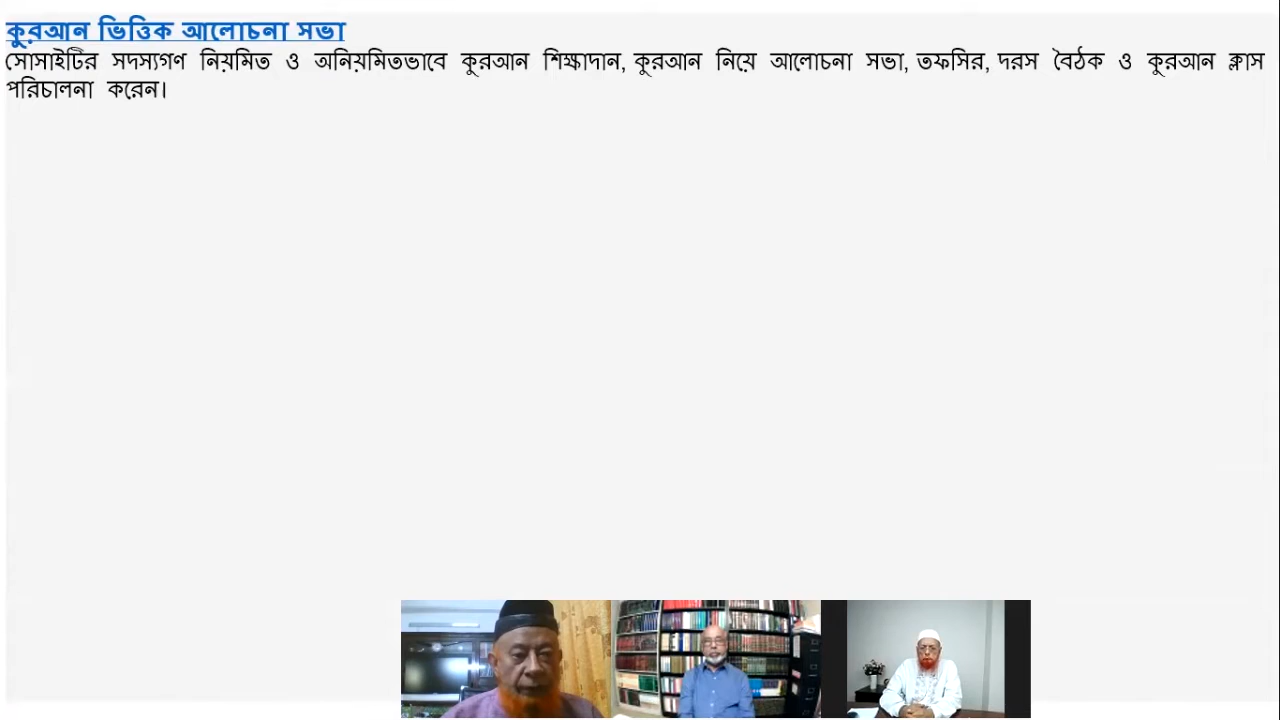 কুরআন ভিত্তিক আলোচনা সভা
সোসাইটির সদস্যগণ নিয়মিত ও অনিয়মিতভাবে কুরআন শিক্ষাদান, কুরআন নিয়ে আলোচনা সভা, তফসির, দরস বৈঠক ও কুরআন ক্লাস
পরিচালনা করেন।